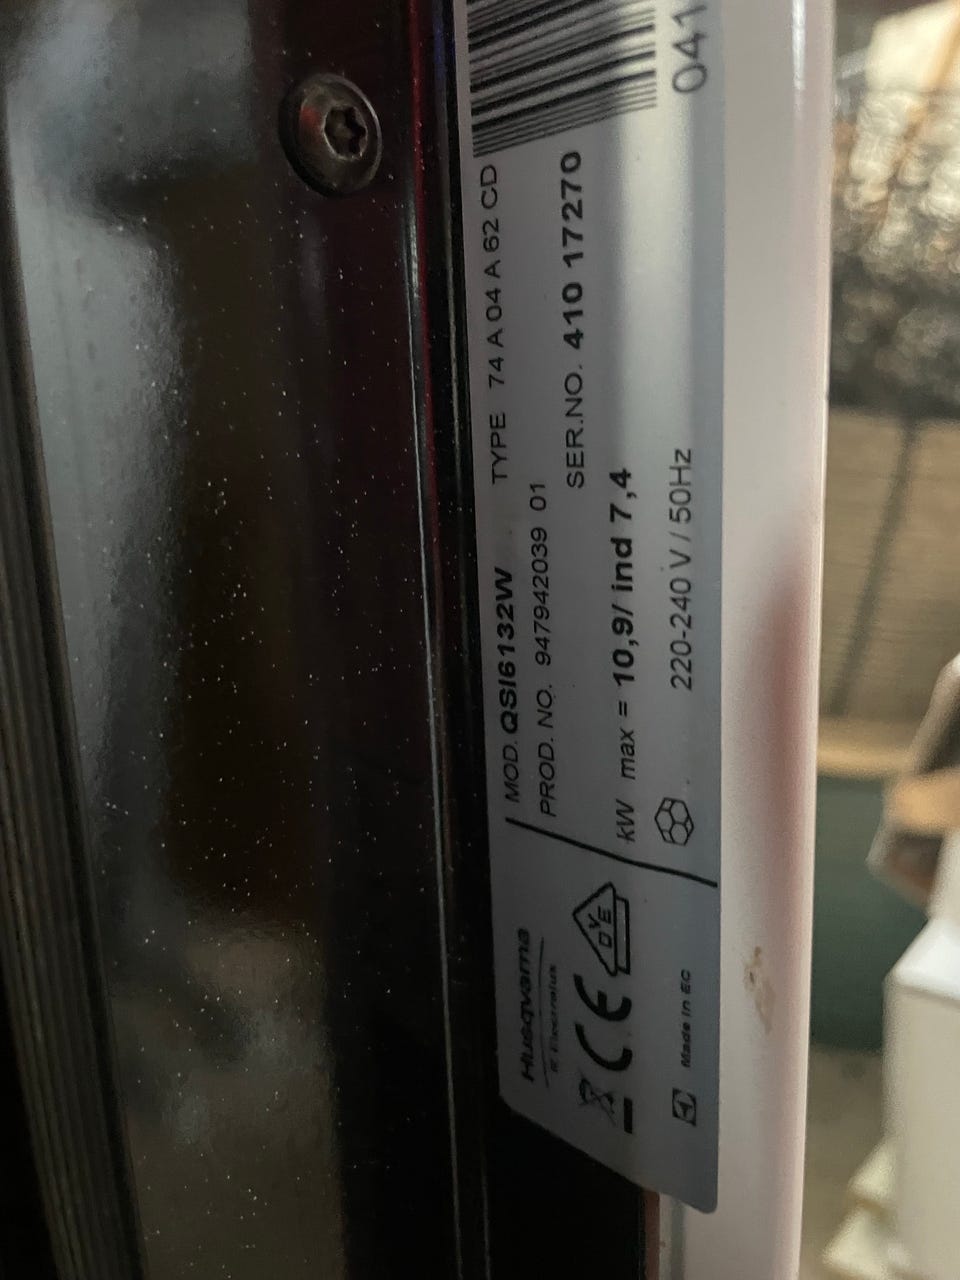 Husqvarna
Electrolux
CE
D V E
Made in EC
MOD. QSI6132W TYPE 74 A 04 A 62 CD
PROD. NO. 947942039 01
SER.NO. 410 17270
kW max = 10,9/ ind 7,4
220-240 V / 50Hz
041